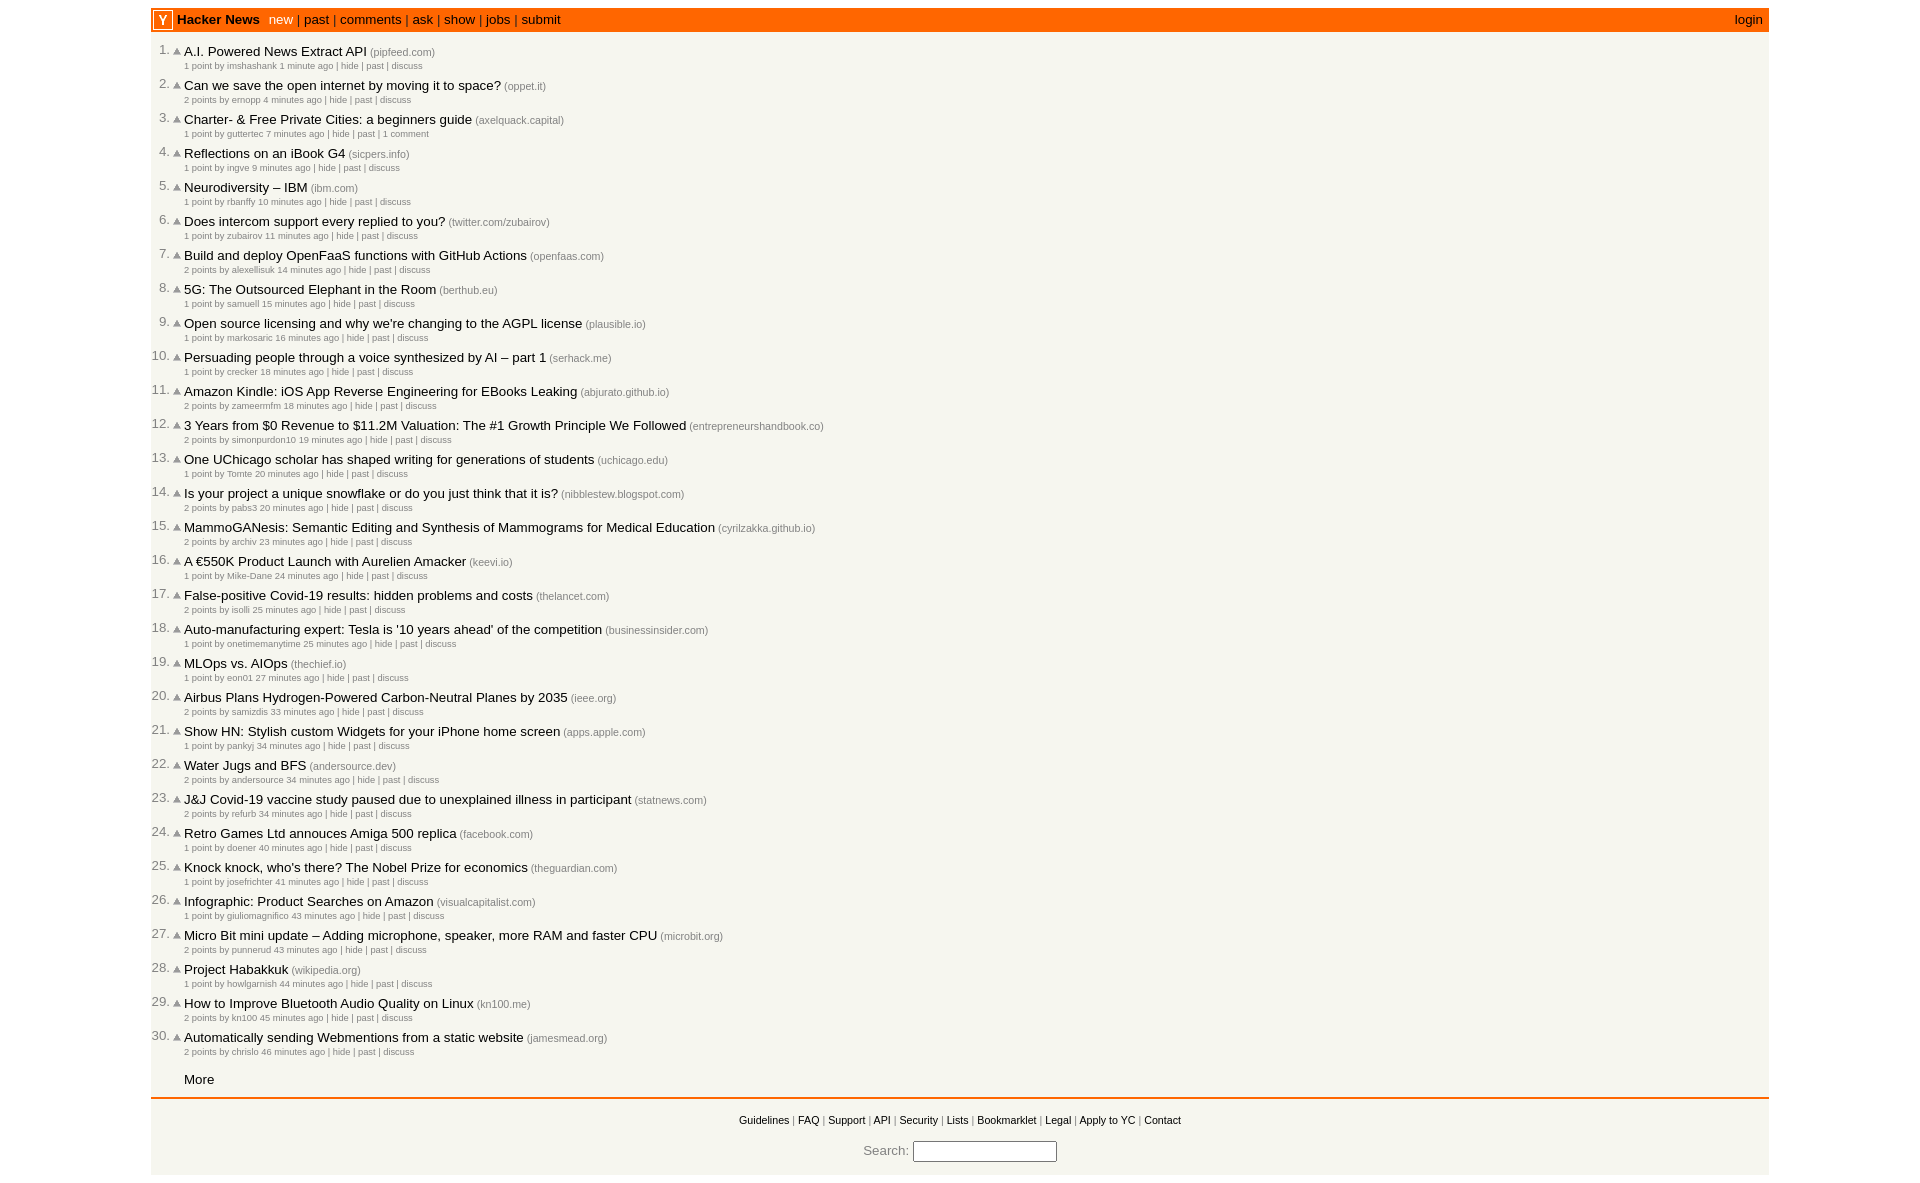 Y Hacker News new | past | comments | ask | show | jobs | submit login
1. A.I. Powered News Extract API (pipfeed.com)
1 point by imshashank 1 minute ago | hide | past | discuss
2. Can we save the open internet by moving it to space? (oppet.it)
2 points by ernopp 4 minutes ago | hide | past | discuss
3. Charter- & Free Private Cities: a beginners guide (axelquack.capital)
1 point by guttertec 7 minutes ago | hide | past | 1 comment
4. Reflections on an iBook G4 (sicpers.info)
1 point by ingve 9 minutes ago | hide | past | discuss
5. Neurodiversity – IBM (ibm.com)
1 point by rbanffy 10 minutes ago | hide | past | discuss
6. Does intercom support every replied to you? (twitter.com/zubairov)
1 point by zubairov 11 minutes ago | hide | past | discuss
7. Build and deploy OpenFaaS functions with GitHub Actions (openfaas.com)
2 points by alexellisuk 14 minutes ago | hide | past | discuss
8. 5G: The Outsourced Elephant in the Room (berthub.eu)
1 point by samuell 15 minutes ago | hide | past | discuss
9. Open source licensing and why we're changing to the AGPL license (plausible.io)
1 point by markosaric 16 minutes ago | hide | past | discuss
10. Persuading people through a voice synthesized by AI – part 1 (serhack.me)
1 point by crecker 18 minutes ago | hide | past | discuss
11. Amazon Kindle: iOS App Reverse Engineering for EBooks Leaking (abjurato.github.io)
2 points by zameermfm 18 minutes ago | hide | past | discuss
12. 3 Years from $0 Revenue to $11.2M Valuation: The #1 Growth Principle We Followed (entrepreneurshandbook.co)
2 points by simonpurdon10 19 minutes ago | hide | past | discuss
13. One UChicago scholar has shaped writing for generations of students (uchicago.edu)
1 point by Tomte 20 minutes ago | hide | past | discuss
14. Is your project a unique snowflake or do you just think that it is? (nibblestew.blogspot.com)
2 points by pabs3 20 minutes ago | hide | past | discuss
15. MammoGANesis: Semantic Editing and Synthesis of Mammograms for Medical Education (cyrilzakka.github.io)
2 points by archiv 23 minutes ago | hide | past | discuss
16. A €550K Product Launch with Aurelien Amacker (keevi.io)
1 point by Mike-Dane 24 minutes ago | hide | past | discuss
17. False-positive Covid-19 results: hidden problems and costs (thelancet.com)
2 points by isolli 25 minutes ago | hide | past | discuss
18. Auto-manufacturing expert: Tesla is '10 years ahead' of the competition (businessinsider.com)
1 point by onetimemanytime 25 minutes ago | hide | past | discuss
19. MLOps vs. AIOps (thechief.io)
1 point by eon01 27 minutes ago | hide | past | discuss
20. Airbus Plans Hydrogen-Powered Carbon-Neutral Planes by 2035 (ieee.org)
2 points by samizdis 33 minutes ago | hide | past | discuss
21. Show HN: Stylish custom Widgets for your iPhone home screen (apps.apple.com)
1 point by pankyj 34 minutes ago | hide | past | discuss
22. Water Jugs and BFS (andersource.dev)
2 points by andersource 34 minutes ago | hide | past | discuss
23. J&J Covid-19 vaccine study paused due to unexplained illness in participant (statnews.com)
2 points by refurb 34 minutes ago | hide | past | discuss
24. Retro Games Ltd annouces Amiga 500 replica (facebook.com)
1 point by doener 40 minutes ago | hide | past | discuss
25. Knock knock, who's there? The Nobel Prize for economics (theguardian.com)
1 point by josefrichter 41 minutes ago | hide | past | discuss
26. Infographic: Product Searches on Amazon (visualcapitalist.com)
1 point by giuliomagnifico 43 minutes ago | hide | past | discuss
27. Micro Bit mini update – Adding microphone, speaker, more RAM and faster CPU (microbit.org)
2 points by punnerud 43 minutes ago | hide | past | discuss
28. Project Habakkuk (wikipedia.org)
1 point by howlgarnish 44 minutes ago | hide | past | discuss
29. How to Improve Bluetooth Audio Quality on Linux (kn100.me)
2 points by kn100 45 minutes ago | hide | past | discuss
30. Automatically sending Webmentions from a static website (jamesmead.org)
2 points by chrislo 46 minutes ago | hide | past | discuss
More
Guidelines | FAQ | Support | API | Security | Lists | Bookmarklet | Legal | Apply to YC | Contact
Search: